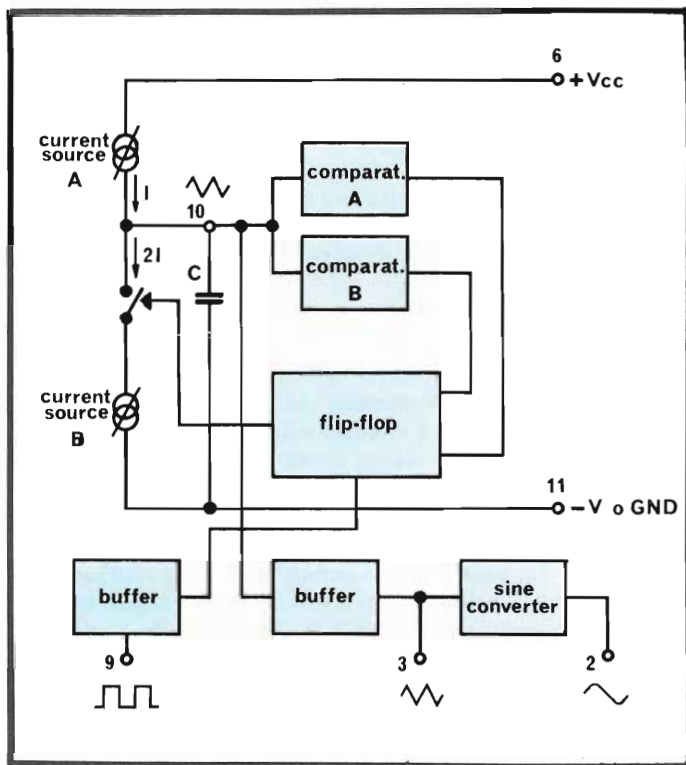 6
+Vcc
current
source
A
I
10
comparat.
A
2I
C
comparat.
B
current
source
B
flip-flop
11
-V o GND
buffer
buffer
sine
converter
9
3
2